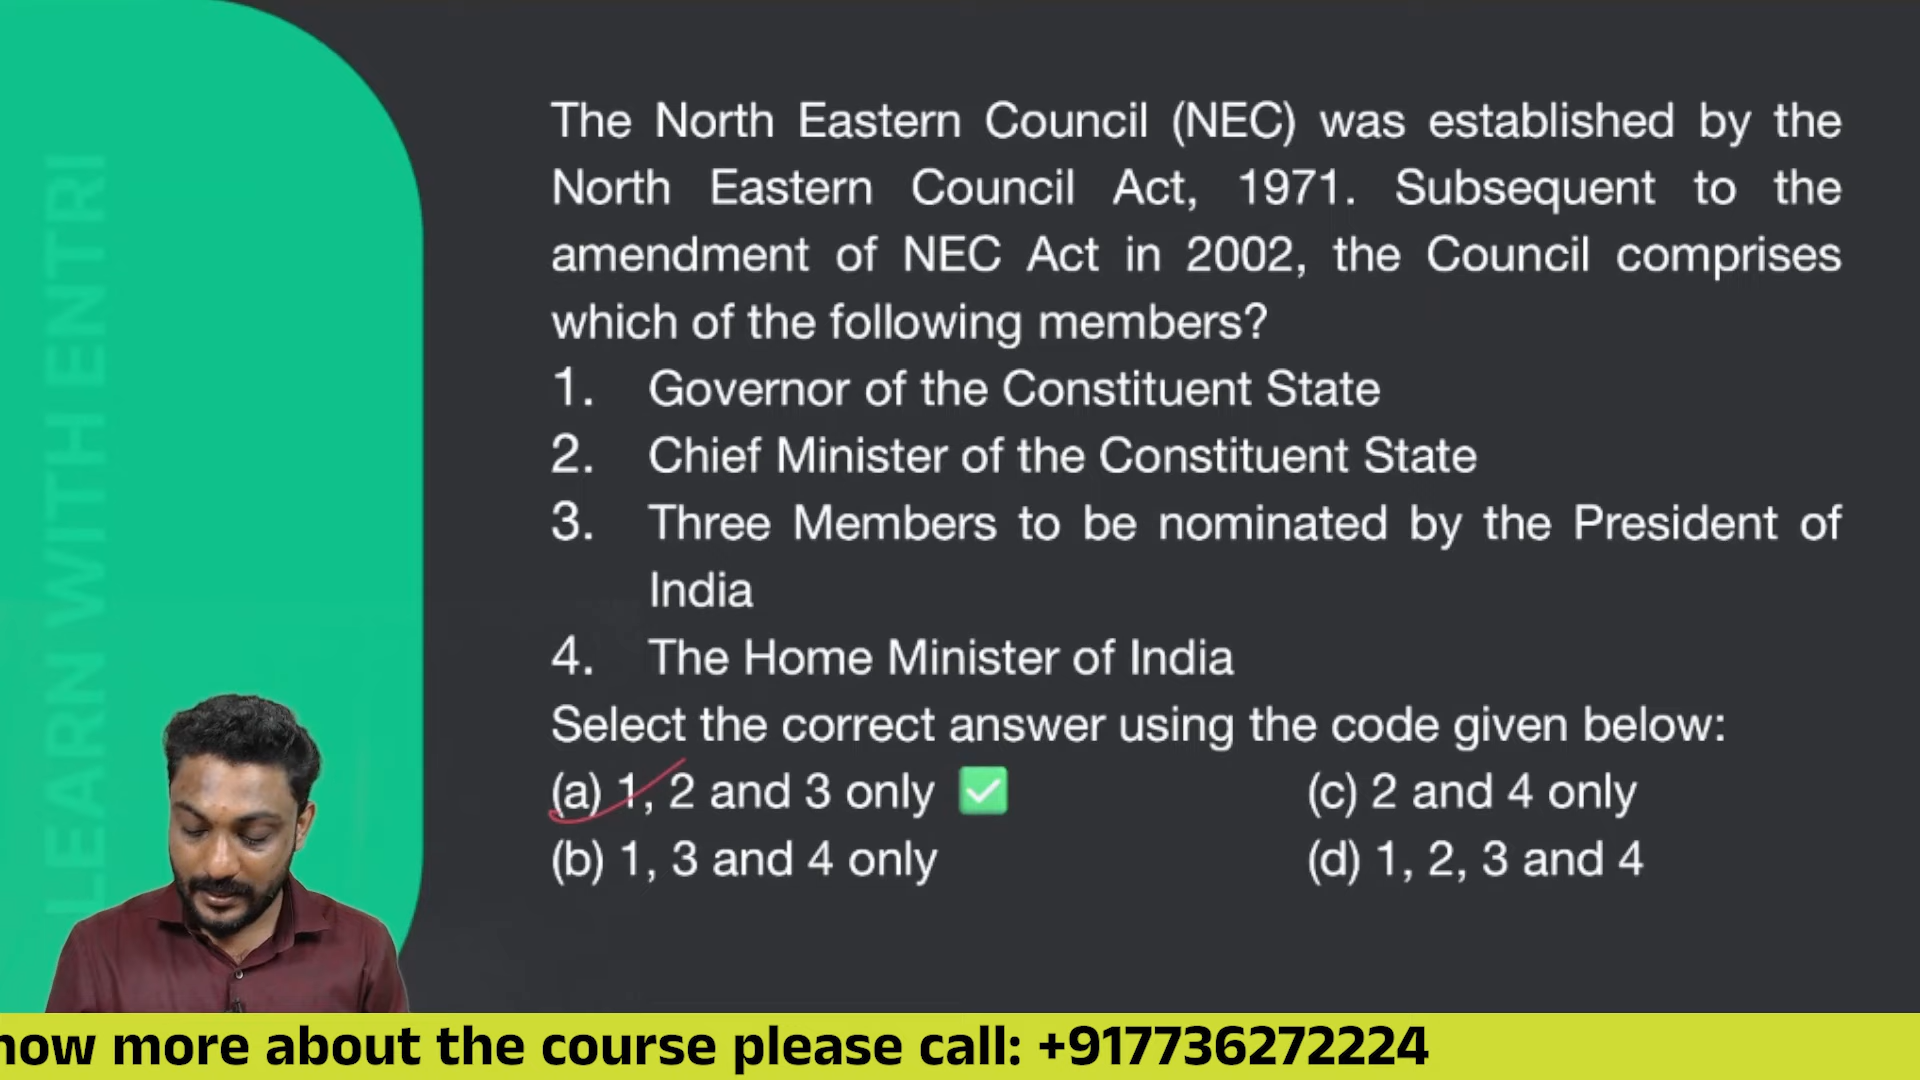 LEARN WITH ENTRI
The North Eastern Council (NEC) was established by the
North Eastern Council Act, 1971. Subsequent to the
amendment of NEC Act in 2002, the Council comprises
which of the following members?
1. Governor of the Constituent State
2. Chief Minister of the Constituent State
3. Three Members to be nominated by the President of
India
4. The Home Minister of India
Select the correct answer using the code given below:
(a) 1, 2 and 3 only ✅ (c) 2 and 4 only
(b) 1, 3 and 4 only (d) 1, 2, 3 and 4
now more about the course please call: +917736272224